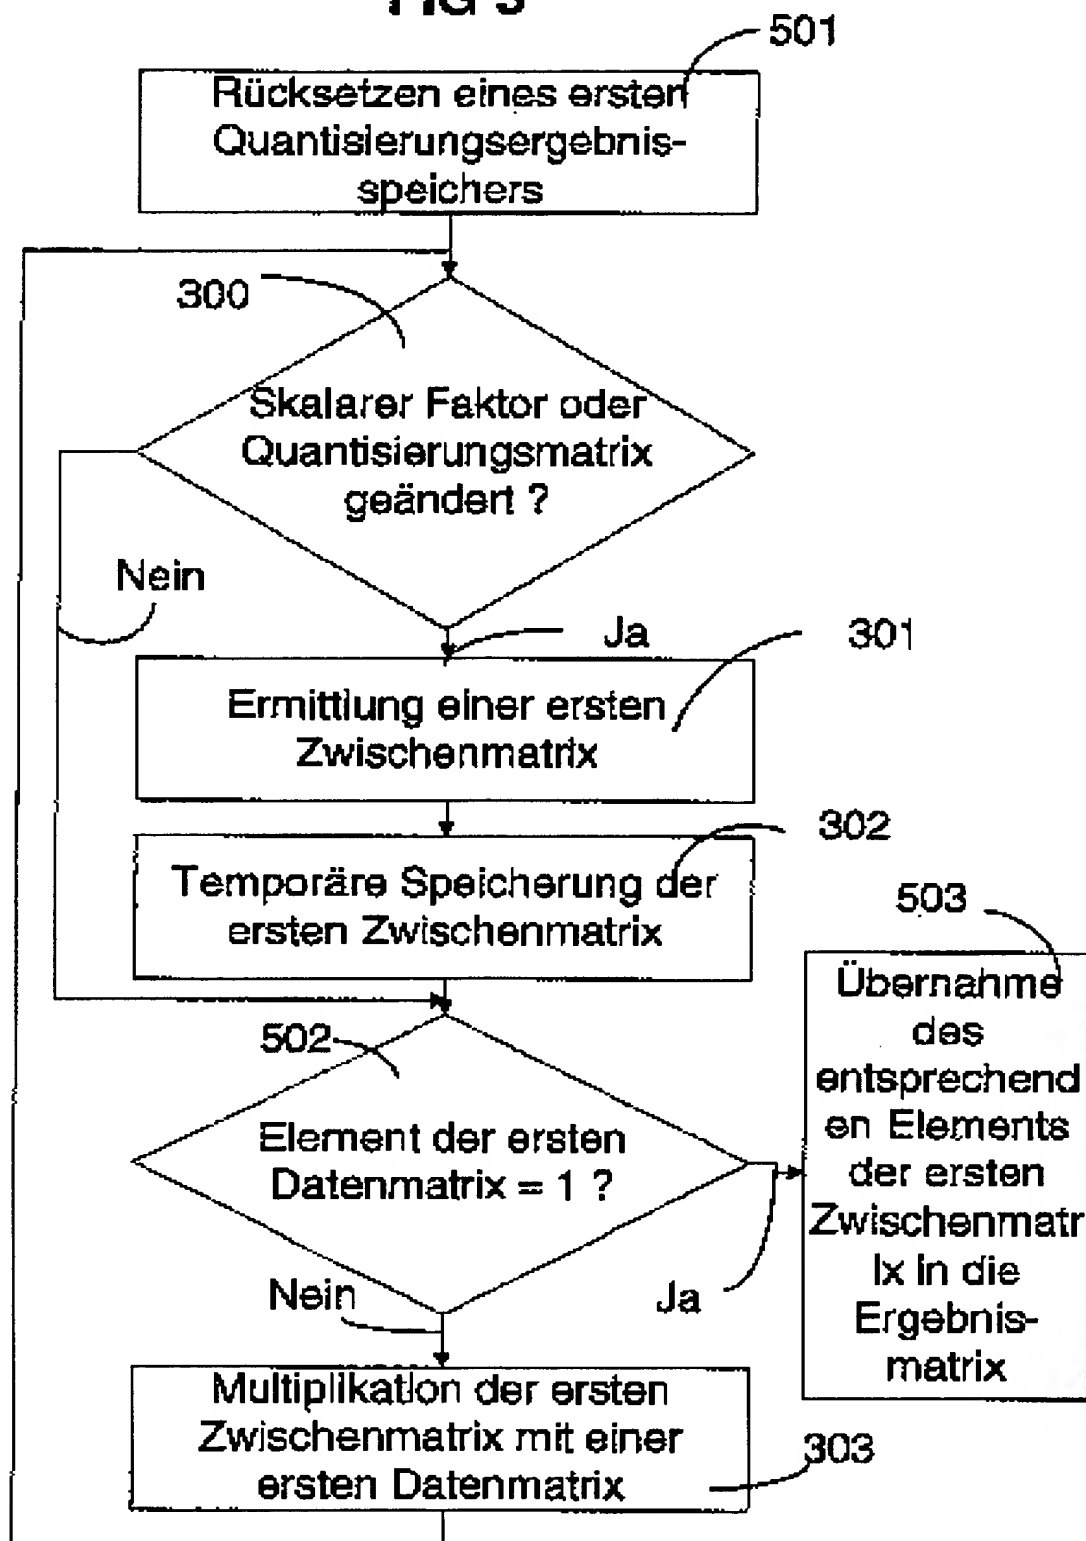 FIG 3
501
Rücksetzen eines ersten
Quantisierungsergebnis-
speichers
300
Skalarer Faktor oder
Quantisierungsmatrix
geändert ?
Nein
Ja
301
Ermittlung einer ersten
Zwischenmatrix
302
Temporäre Speicherung der
ersten Zwischenmatrix
503
Übernahme
des
entsprechend
en Elements
der ersten
Zwischenmatr
ix in die
Ergebnis-
matrix
502
Element der ersten
Datenmatrix = 1 ?
Nein
Ja
Multiplikation der ersten
Zwischenmatrix mit einer
ersten Datenmatrix
303